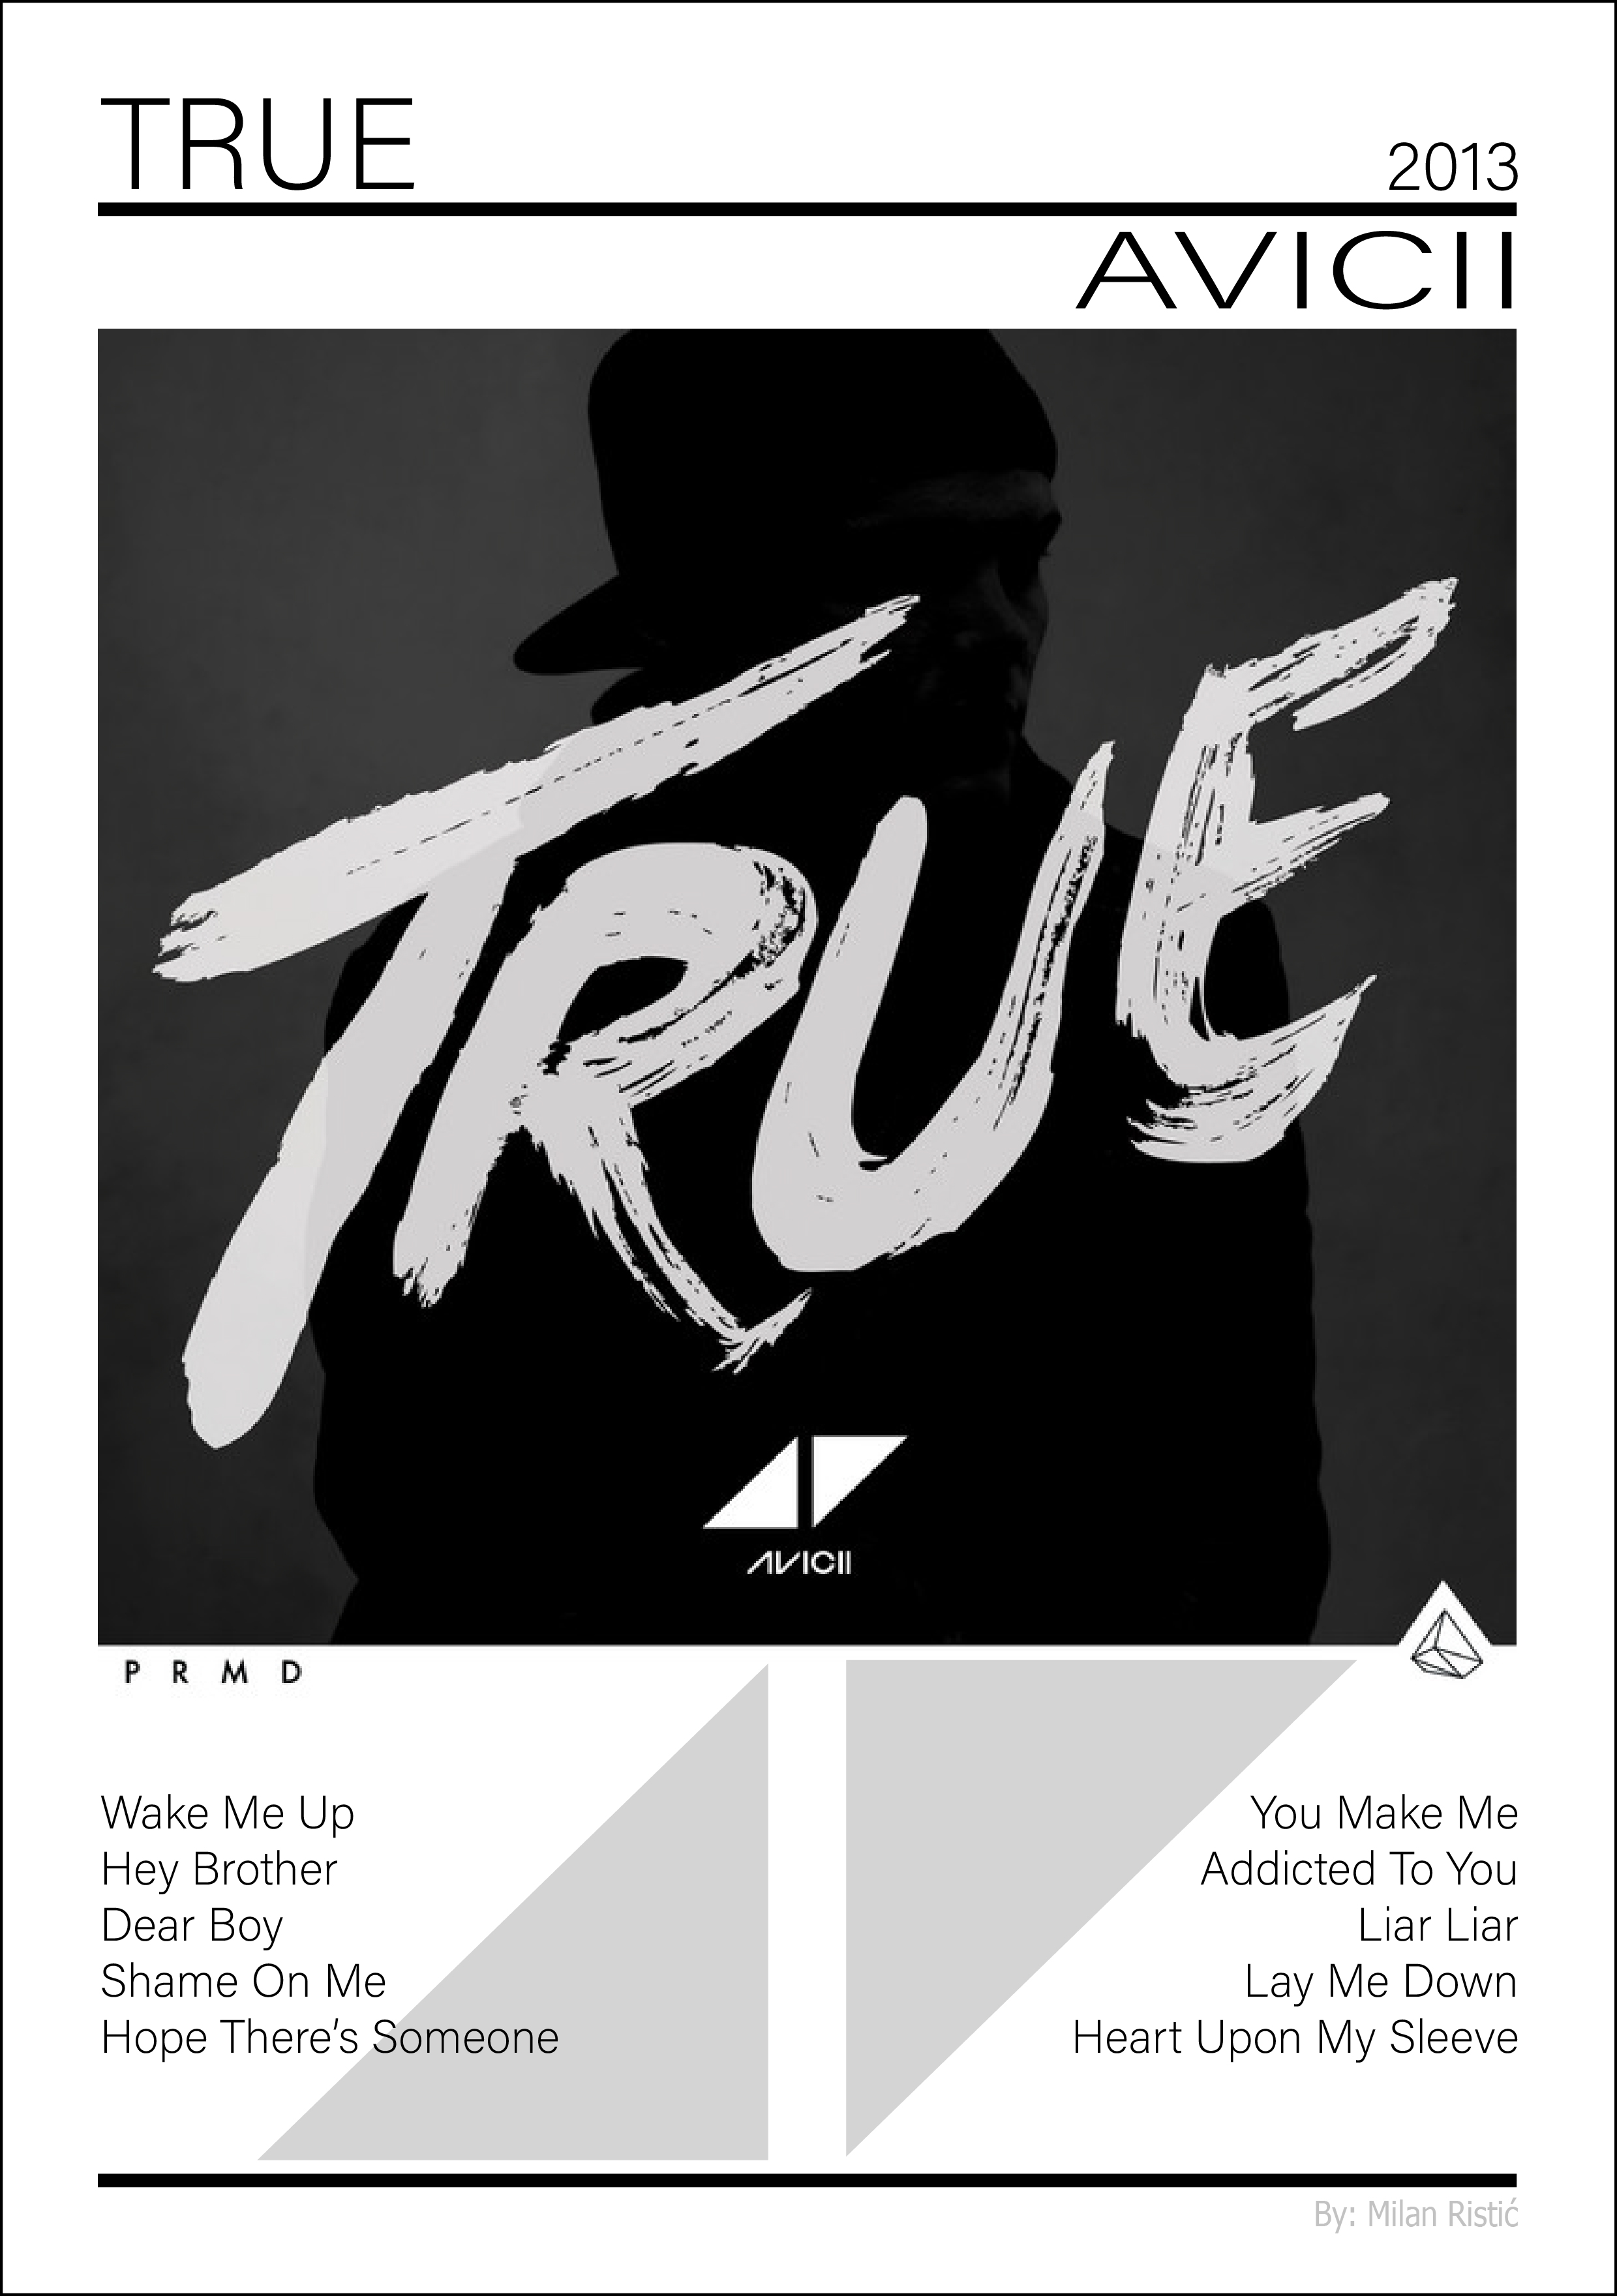 TRUE
2013
AVICII
TRUE
AVICII
PRMD
Wake Me Up
Hey Brother
Dear Boy
Shame On Me
Hope There's Someone
You Make Me
Addicted To You
Liar Liar
Lay Me Down
Heart Upon My Sleeve
By: Milan Ristić